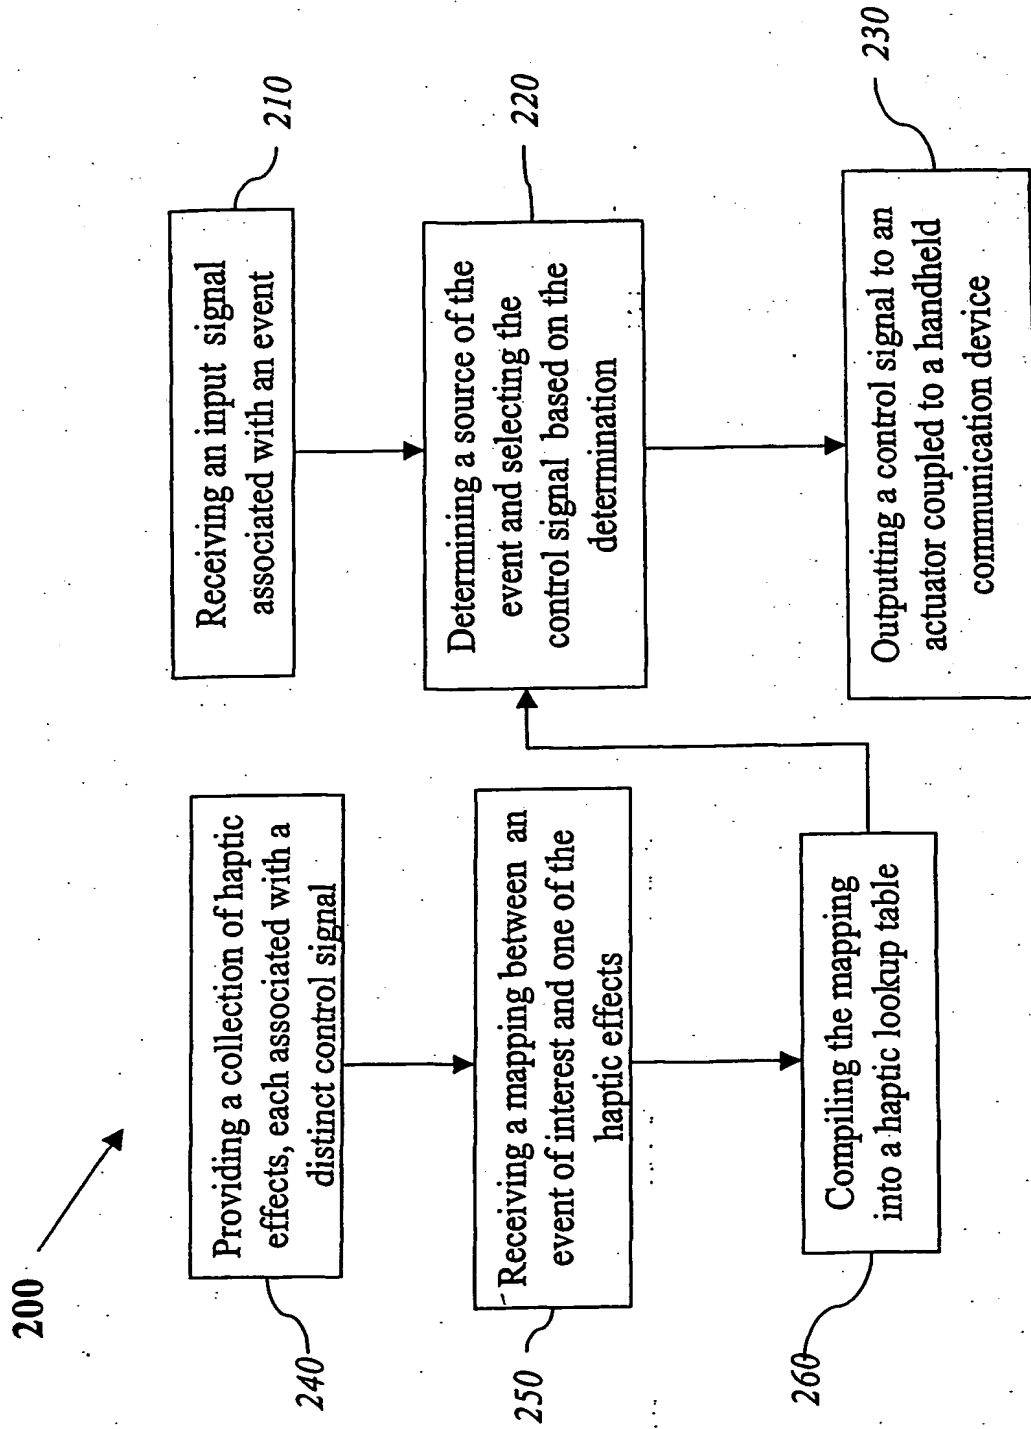 200
Providing a collection of haptic
effects, each associated with a
distinct control signal
240
Receiving a mapping between an
event of interest and one of the
haptic effects
250
Compiling the mapping
into a haptic lookup table
260
Receiving an input signal
associated with an event
210
Determining a source of the
event and selecting the
control signal based on the
determination
220
Outputting a control signal to an
actuator coupled to a handheld
communication device
230